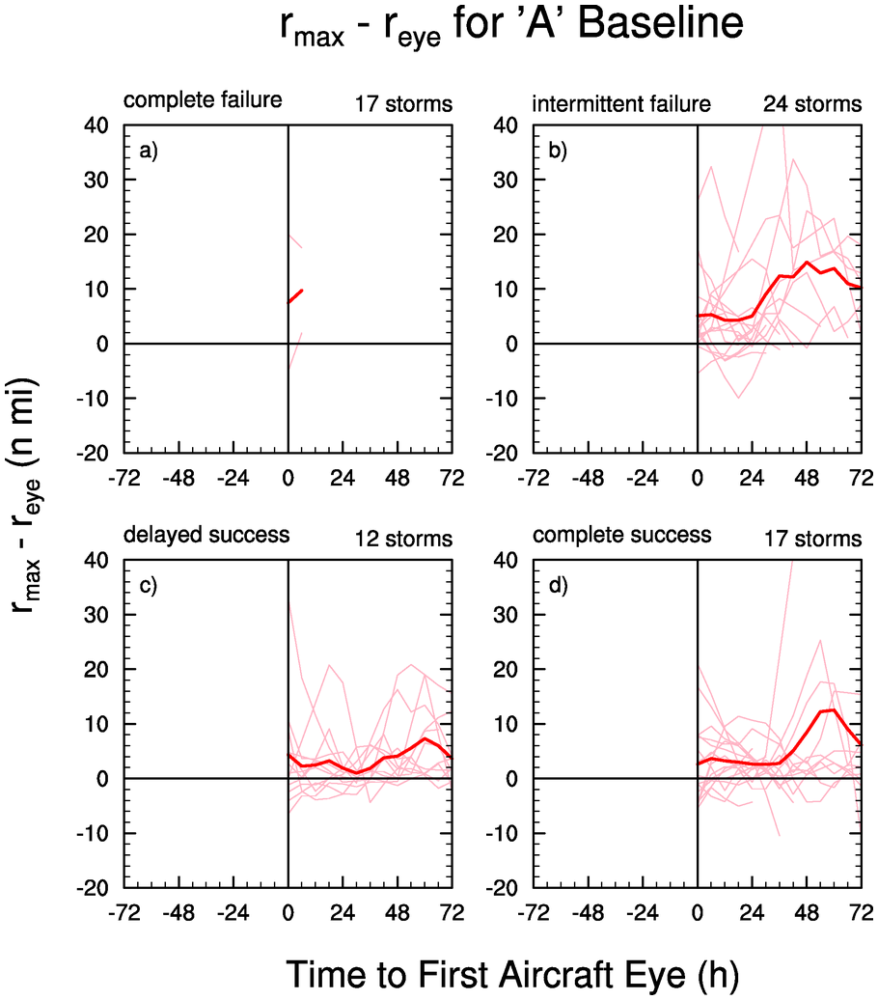 r_max - r_eye for 'A' Baseline
complete failure 17 storms
intermittent failure 24 storms
a)
b)
40 30 20 10 0 -10 -20
40 30 20 10 0 -10 -20
-72 -48 -24 0 24 48 72
-72 -48 -24 0 24 48 72
r_max - r_eye (n mi)
delayed success 12 storms
complete success 17 storms
c)
d)
40 30 20 10 0 -10 -20
40 30 20 10 0 -10 -20
-72 -48 -24 0 24 48 72
-72 -48 -24 0 24 48 72
Time to First Aircraft Eye (h)